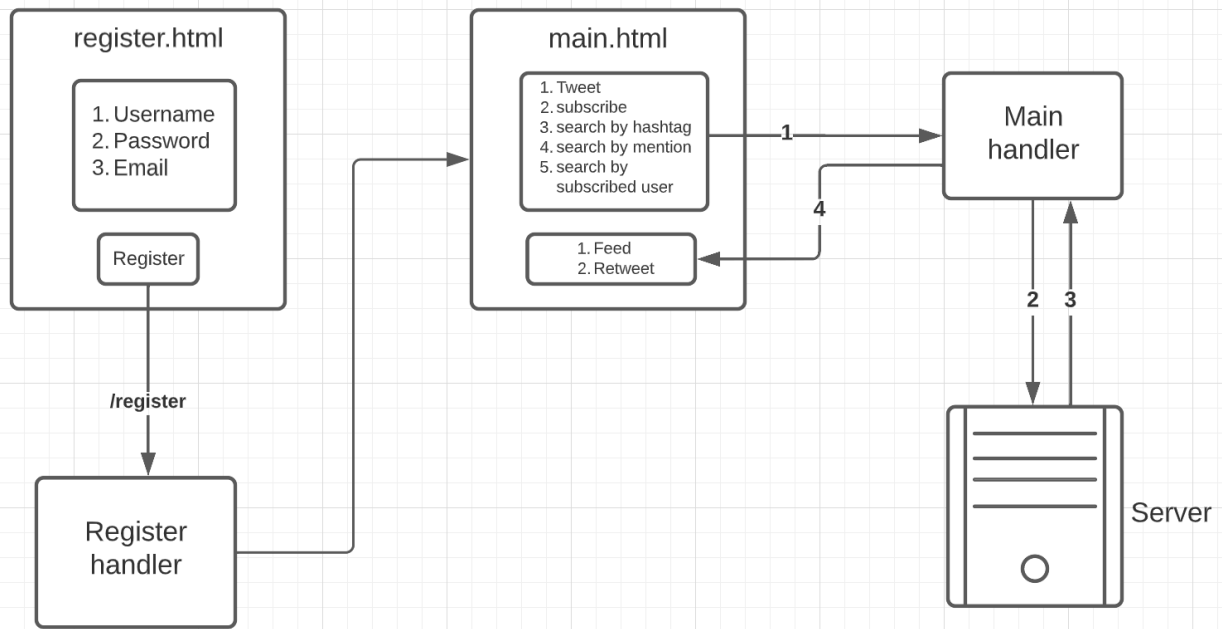 register.html
1. Username
2. Password
3. Email
Register
/register
Register
handler
main.html
1. Tweet
2. subscribe
3. search by hashtag
4. search by mention
5. search by
subscribed user
1. Feed
2. Retweet
1
4
Main
handler
2
3
Server